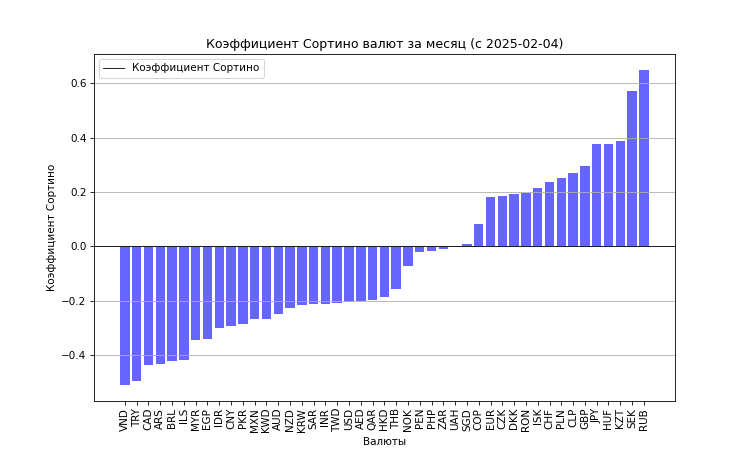 Коэффициент Сортино валют за месяц (с 2025-02-04)
Коэффициент Сортино
Коэффициент Сортино
0.6
0.4
0.2
0.0
−0.2
−0.4
VND TRY CAD ARS BRL ILS MYR EGP IDR CNY PKR MXN KWD AUD NZD KRW SAR INR TWD USD AED QAR HKD THB NOK PEN PHP ZAR UAH SGD COP EUR CZK DKK RON ISK CHF PLN CLP GBP JPY HUF KZT SEK RUB
Валюты